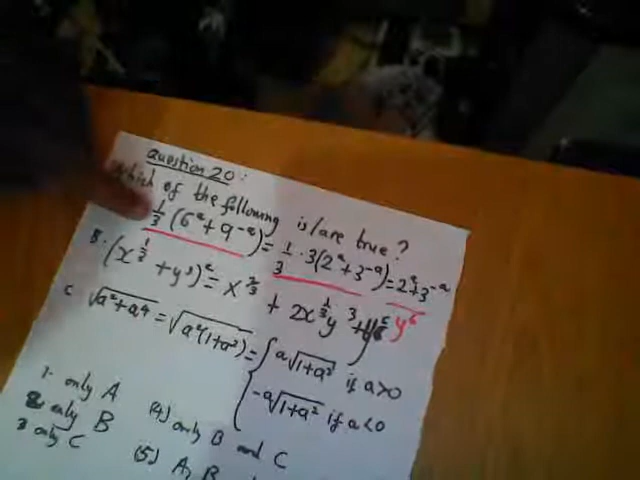 Question 20:
which of the following is/are true?
1/3 (6^a + 9^-a) = 1/3 · 3(2^a + 3^-a) = 2^a + 3^-a
B. (x^1/3 + y^3)^2 = x^2/3 + 2x^1/3 y^3 + y^6
C √a²+a⁴ = √a²(1+a²) = { a√1+a² if a>0
-a√1+a² if a<0
1. only A
2 only B (4) only B and C
3 only C (5) A, B